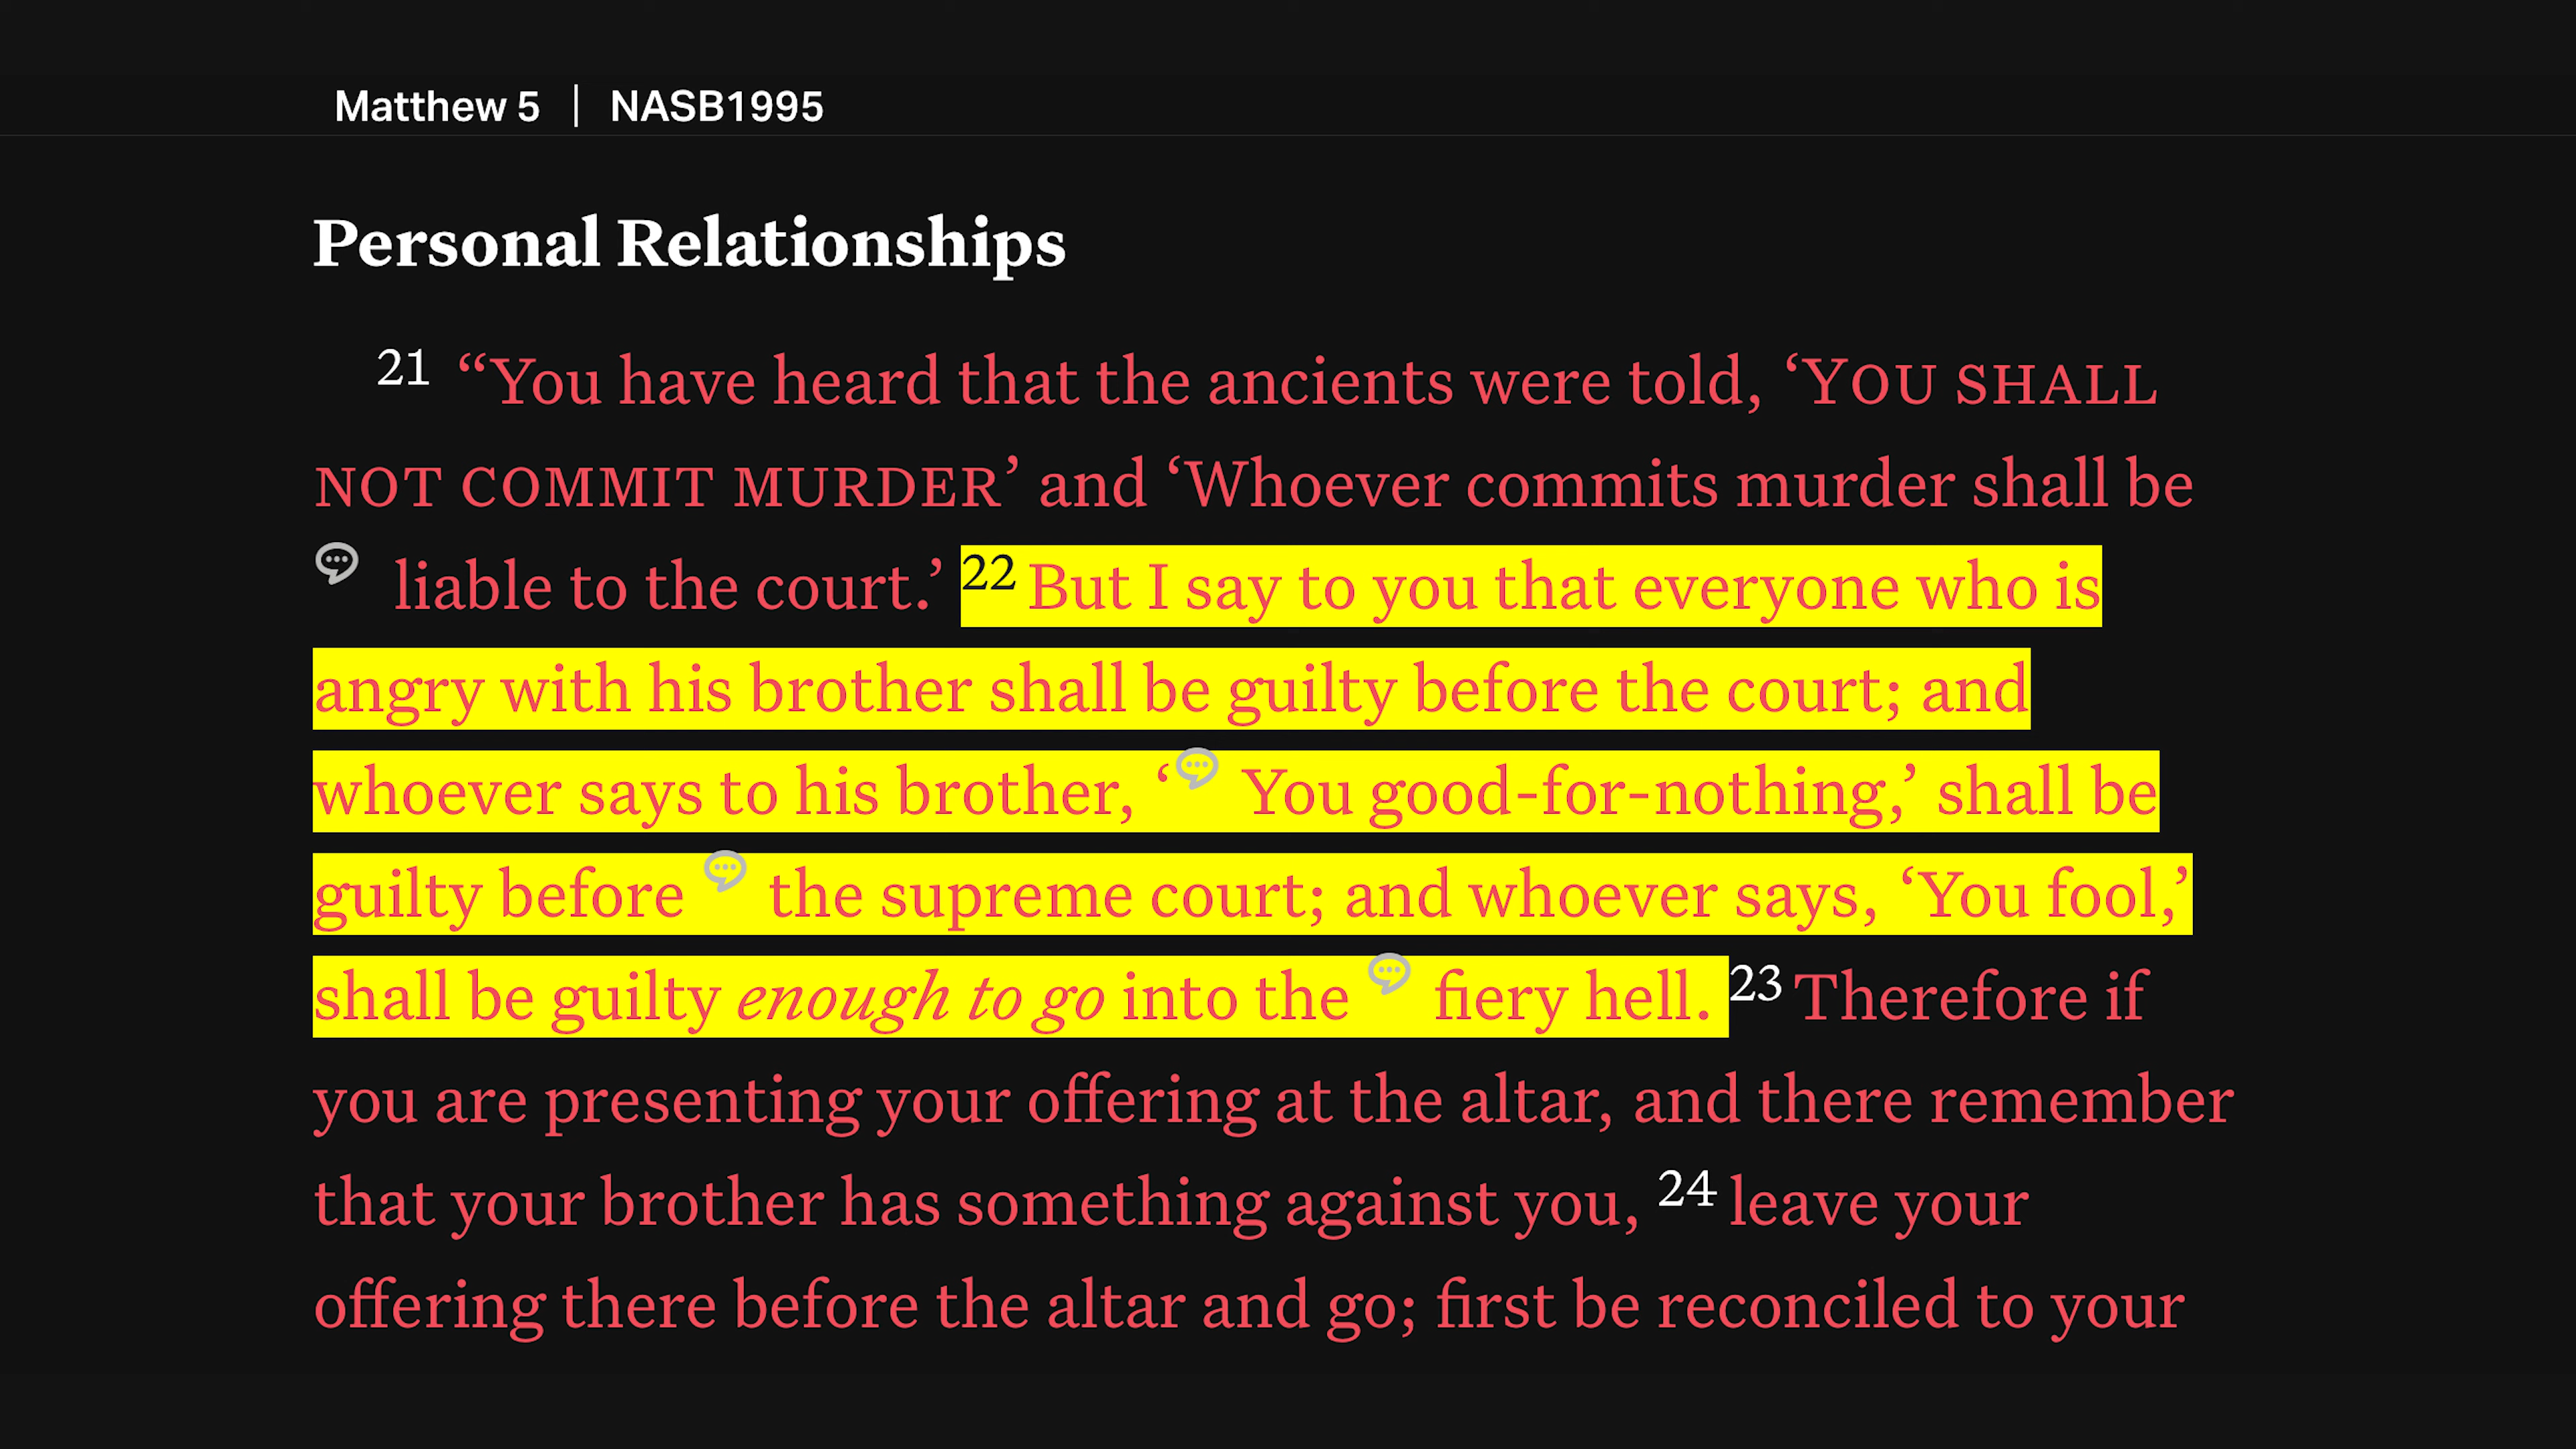 Matthew 5 | NASB1995
Personal Relationships
21 “You have heard that the ancients were told, ‘YOU SHALL
NOT COMMIT MURDER’ and ‘Whoever commits murder shall be
liable to the court.’ 22 But I say to you that everyone who is
angry with his brother shall be guilty before the court; and
whoever says to his brother, ‘ You good-for-nothing,’ shall be
guilty before the supreme court; and whoever says, ‘You fool,’
shall be guilty enough to go into the fiery hell. 23 Therefore if
you are presenting your offering at the altar, and there remember
that your brother has something against you, 24 leave your
offering there before the altar and go; first be reconciled to your